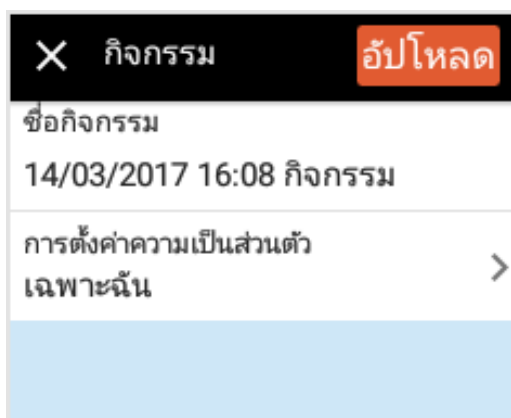 กิจกรรม อัปโหลด
ชื่อกิจกรรม
14/03/2017 16:08 กิจกรรม
การตั้งค่าความเป็นส่วนตัว
เฉพาะฉัน